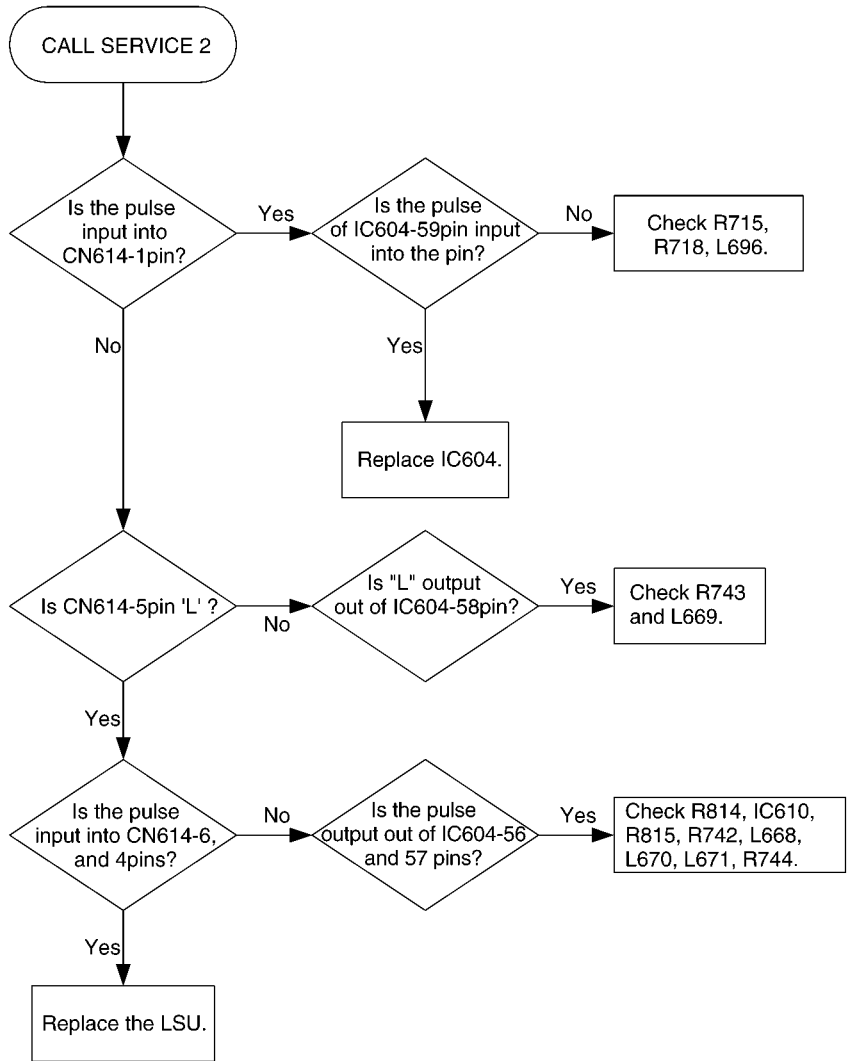 CALL SERVICE 2
Is the pulse
input into
CN614-1pin?
Yes
Is the pulse
of IC604-59pin input
into the pin?
No
Check R715,
R718, L696.
No
Yes
Replace IC604.
Is CN614-5pin 'L' ?
No
Is "L" output
out of IC604-58pin?
Yes
Check R743
and L669.
Yes
Is the pulse
input into CN614-6,
and 4pins?
No
Is the pulse
output out of IC604-56
and 57 pins?
Yes
Check R814, IC610,
R815, R742, L668,
L670, L671, R744.
Yes
Replace the LSU.